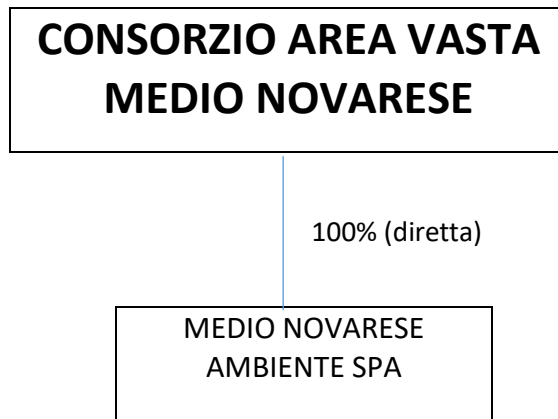 CONSORZIO AREA VASTA
MEDIO NOVARESE
100% (diretta)
MEDIO NOVARESE
AMBIENTE SPA